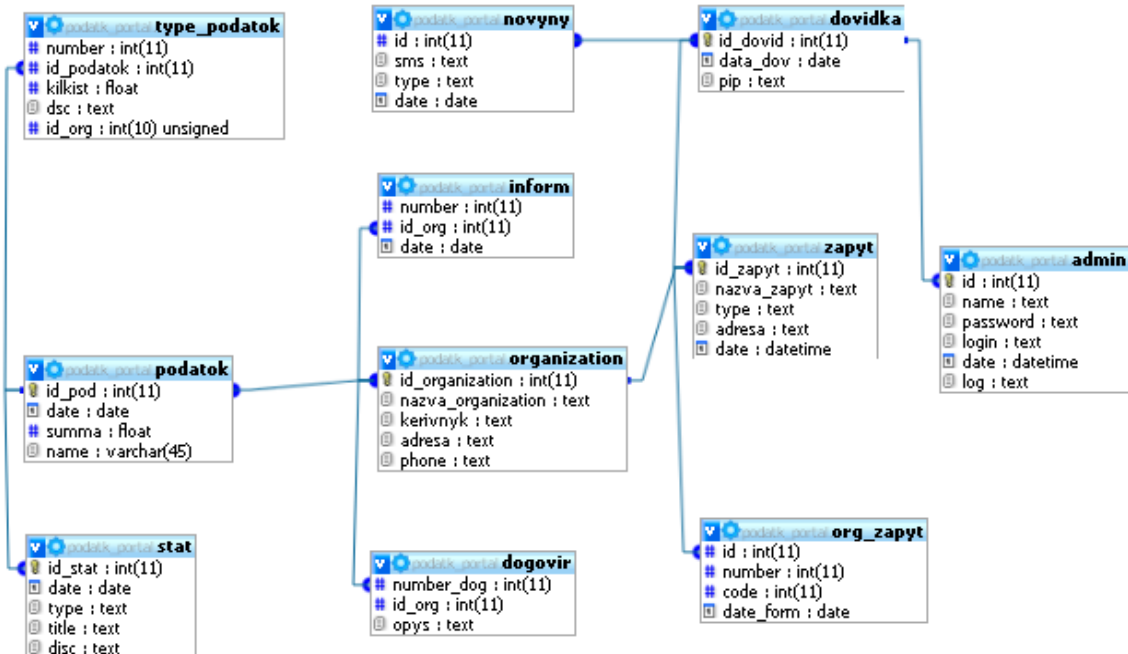 podatk_portal type_podatok
number : int(11)
id_podatok : int(11)
kilkist : float
dsc : text
id_org : int(10) unsigned
podatk_portal novyny
id : int(11)
sms : text
type : text
date : date
podatk_portal dovidka
id_dovid : int(11)
data_dov : date
pip : text
podatk_portal inform
number : int(11)
id_org : int(11)
date : date
podatk_portal zapyt
id_zapyt : int(11)
nazva_zapyt : text
type : text
adresa : text
date : datetime
podatk_portal admin
id : int(11)
name : text
password : text
login : text
date : datetime
log : text
podatk_portal podatok
id_pod : int(11)
date : date
summa : float
name : varchar(45)
podatk_portal organization
id_organization : int(11)
nazva_organization : text
kerivnyk : text
adresa : text
phone : text
podatk_portal stat
id_stat : int(11)
date : date
type : text
title : text
disc : text
podatk_portal dogovir
number_dog : int(11)
id_org : int(11)
opys : text
podatk_portal org_zapyt
id : int(11)
number : int(11)
code : int(11)
date_form : date